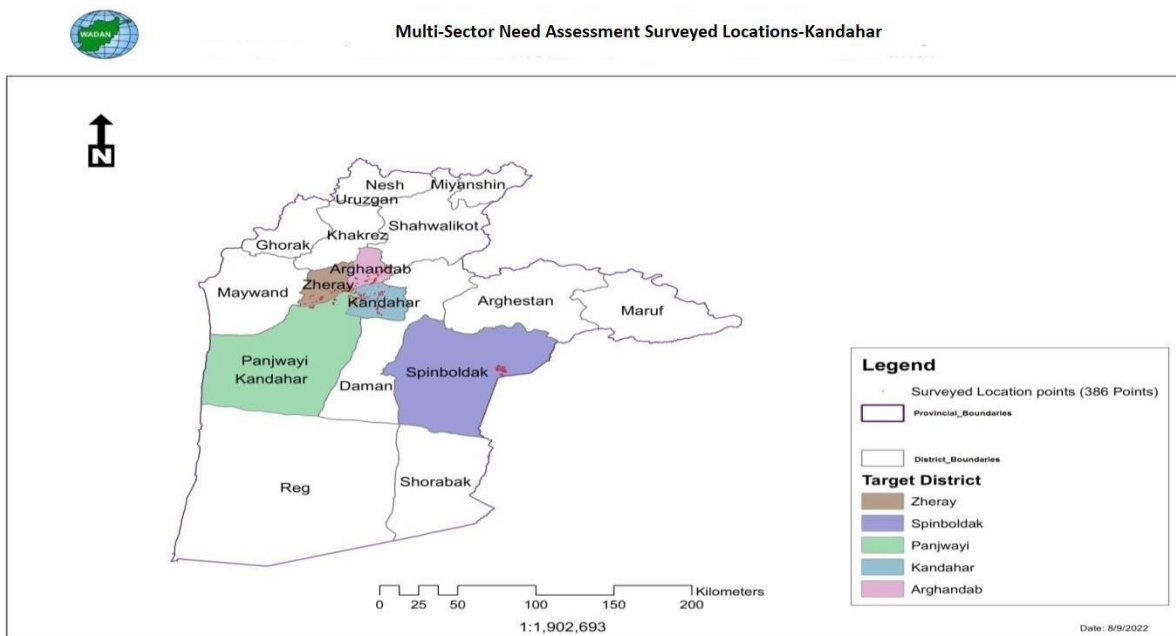 WADAN
Multi-Sector Need Assessment Surveyed Locations-Kandahar
N
Nesh
Miyanshin
Uruzgan
Shahwalikot
Khakrez
Ghorak
Arghandab
Zheray
Maywand
Kandahar
Arghestan
Maruf
Panjwayi
Kandahar
Daman
Spinboldak
Reg
Shorabak
Legend
Surveyed Location points (386 Points)
Provincial_Boundaries
District_Boundaries
Target District
Zheray
Spinboldak
Panjwayi
Kandahar
Arghandab
Kilometers
0 25 50 100 150 200
1:1,902,693
Date: 8/9/2022